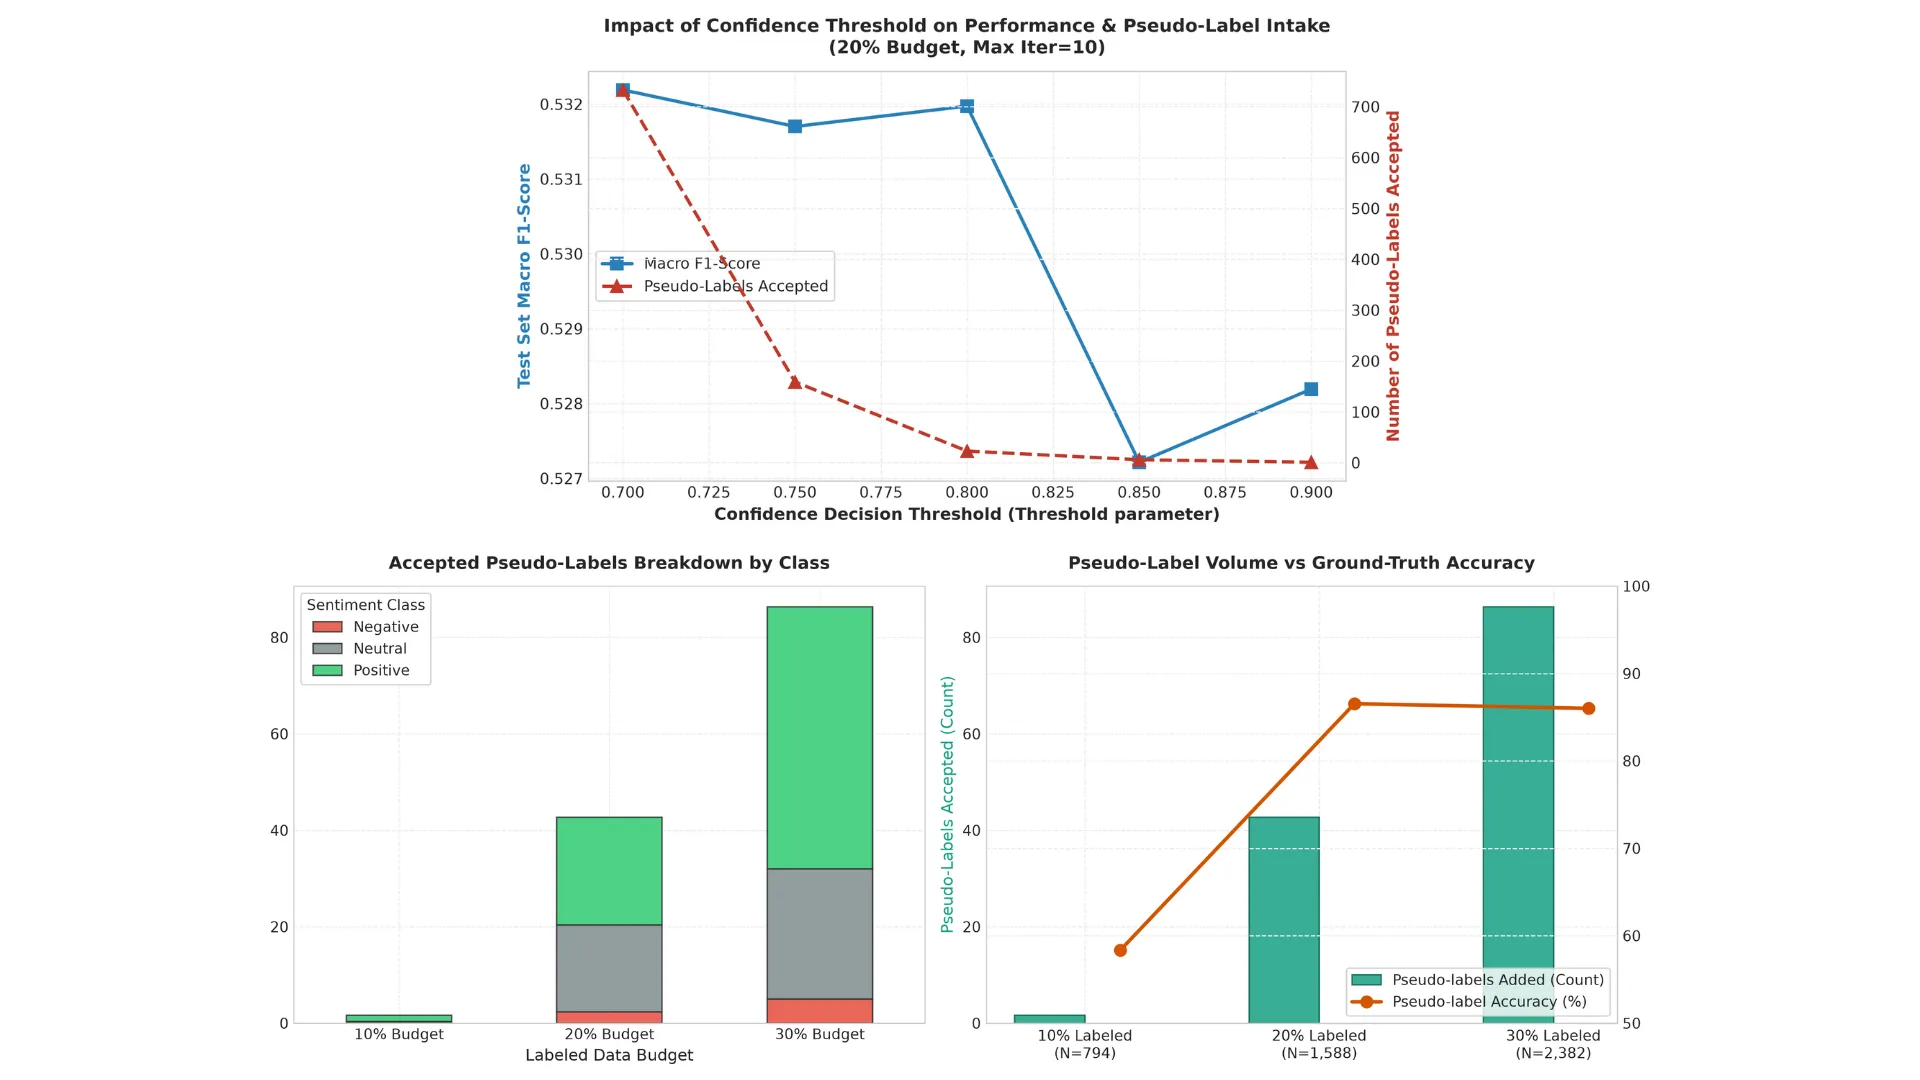 Impact of Confidence Threshold on Performance & Pseudo-Label Intake
(20% Budget, Max Iter=10)
Test Set Macro F1-Score
0.532
0.531
0.530
0.529
0.528
0.527
Macro F1-Score
Pseudo-Labels Accepted
700
600
500
400
300
200
100
0
Number of Pseudo-Labels Accepted
0.700 0.725 0.750 0.775 0.800 0.825 0.850 0.875 0.900
Confidence Decision Threshold (Threshold parameter)
Accepted Pseudo-Labels Breakdown by Class
Sentiment Class
Negative
Neutral
Positive
80
60
40
20
0
10% Budget 20% Budget 30% Budget
Labeled Data Budget
Pseudo-Label Volume vs Ground-Truth Accuracy
Pseudo-Labels Accepted (Count)
80
60
40
20
0
100
90
80
70
60
50
Pseudo-labels Added (Count)
Pseudo-label Accuracy (%)
10% Labeled 20% Labeled 30% Labeled
(N=794) (N=1,588) (N=2,382)